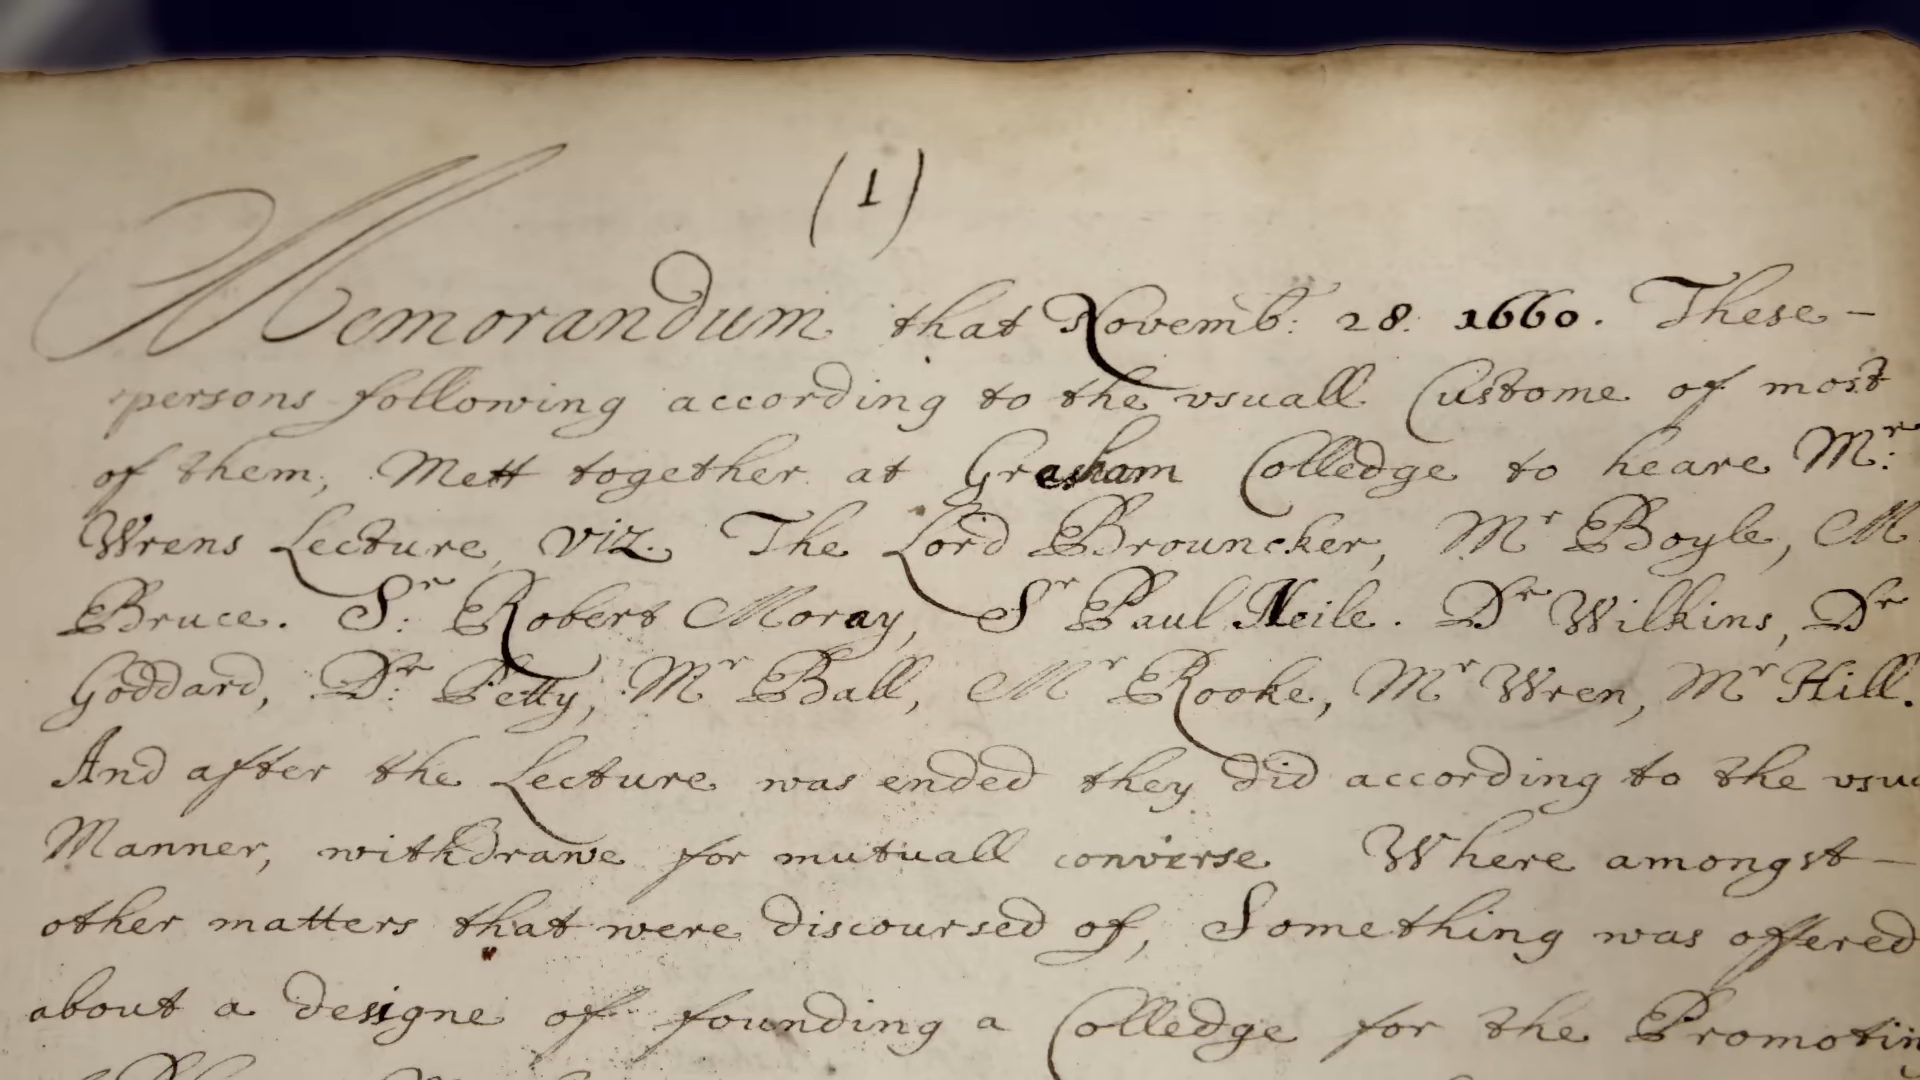 (1)
Memorandum that Novemb: 28. 1660. These-
persons following according to the vsuall Custome of most
of them, Mett together at Gresham Colledge to heare Mr:
Wrens Lecture, viz. The Lord Brouncker, Mr Boyle, M
Bruce. Sr: Robert Moray, Sr Paul Neile. Dr Wilkins, Dr
Goddard, Dr: Petty, Mr Ball, Mr Rooke, Mr Wren, Mr Hill.
And after the Lecture was ended they did according to the vsu
Manner, withdrawe for mutuall converse. Where amongst-
other matters that were discoursed of, Something was offered
about a designe of founding a Colledge for the Promotin